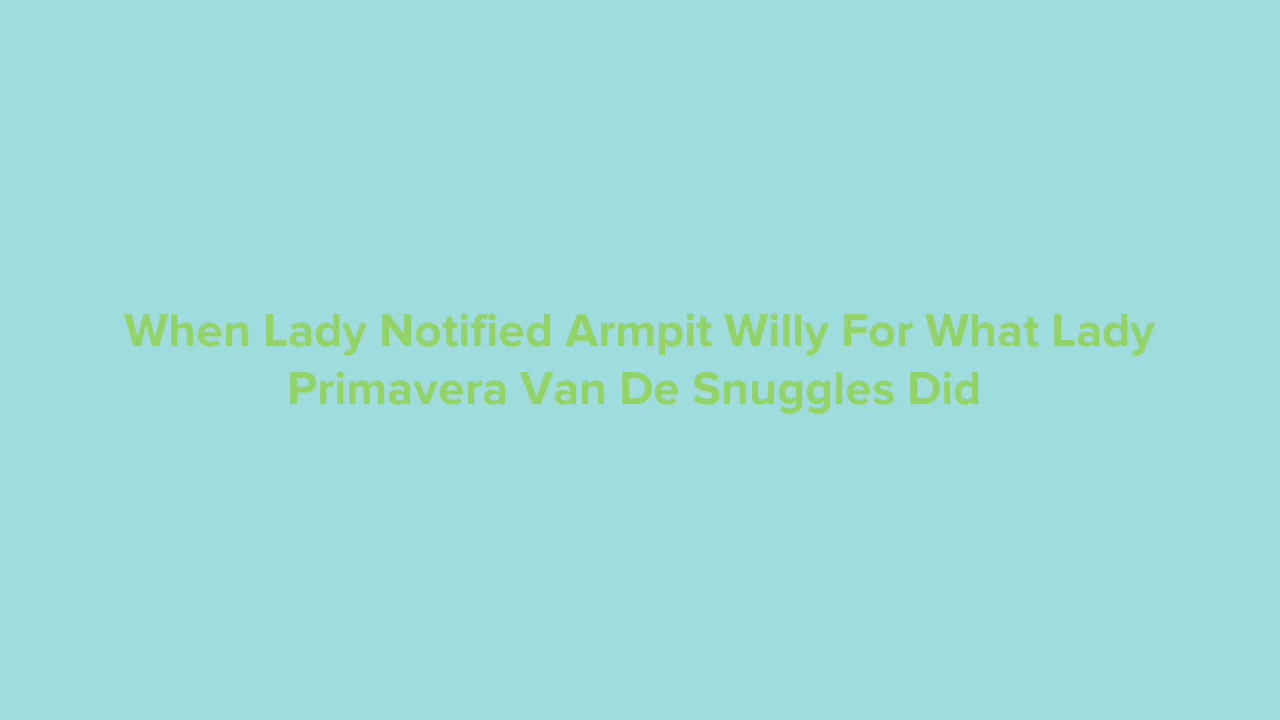 When Lady Notified Armpit Willy For What Lady
Primavera Van De Snuggles Did